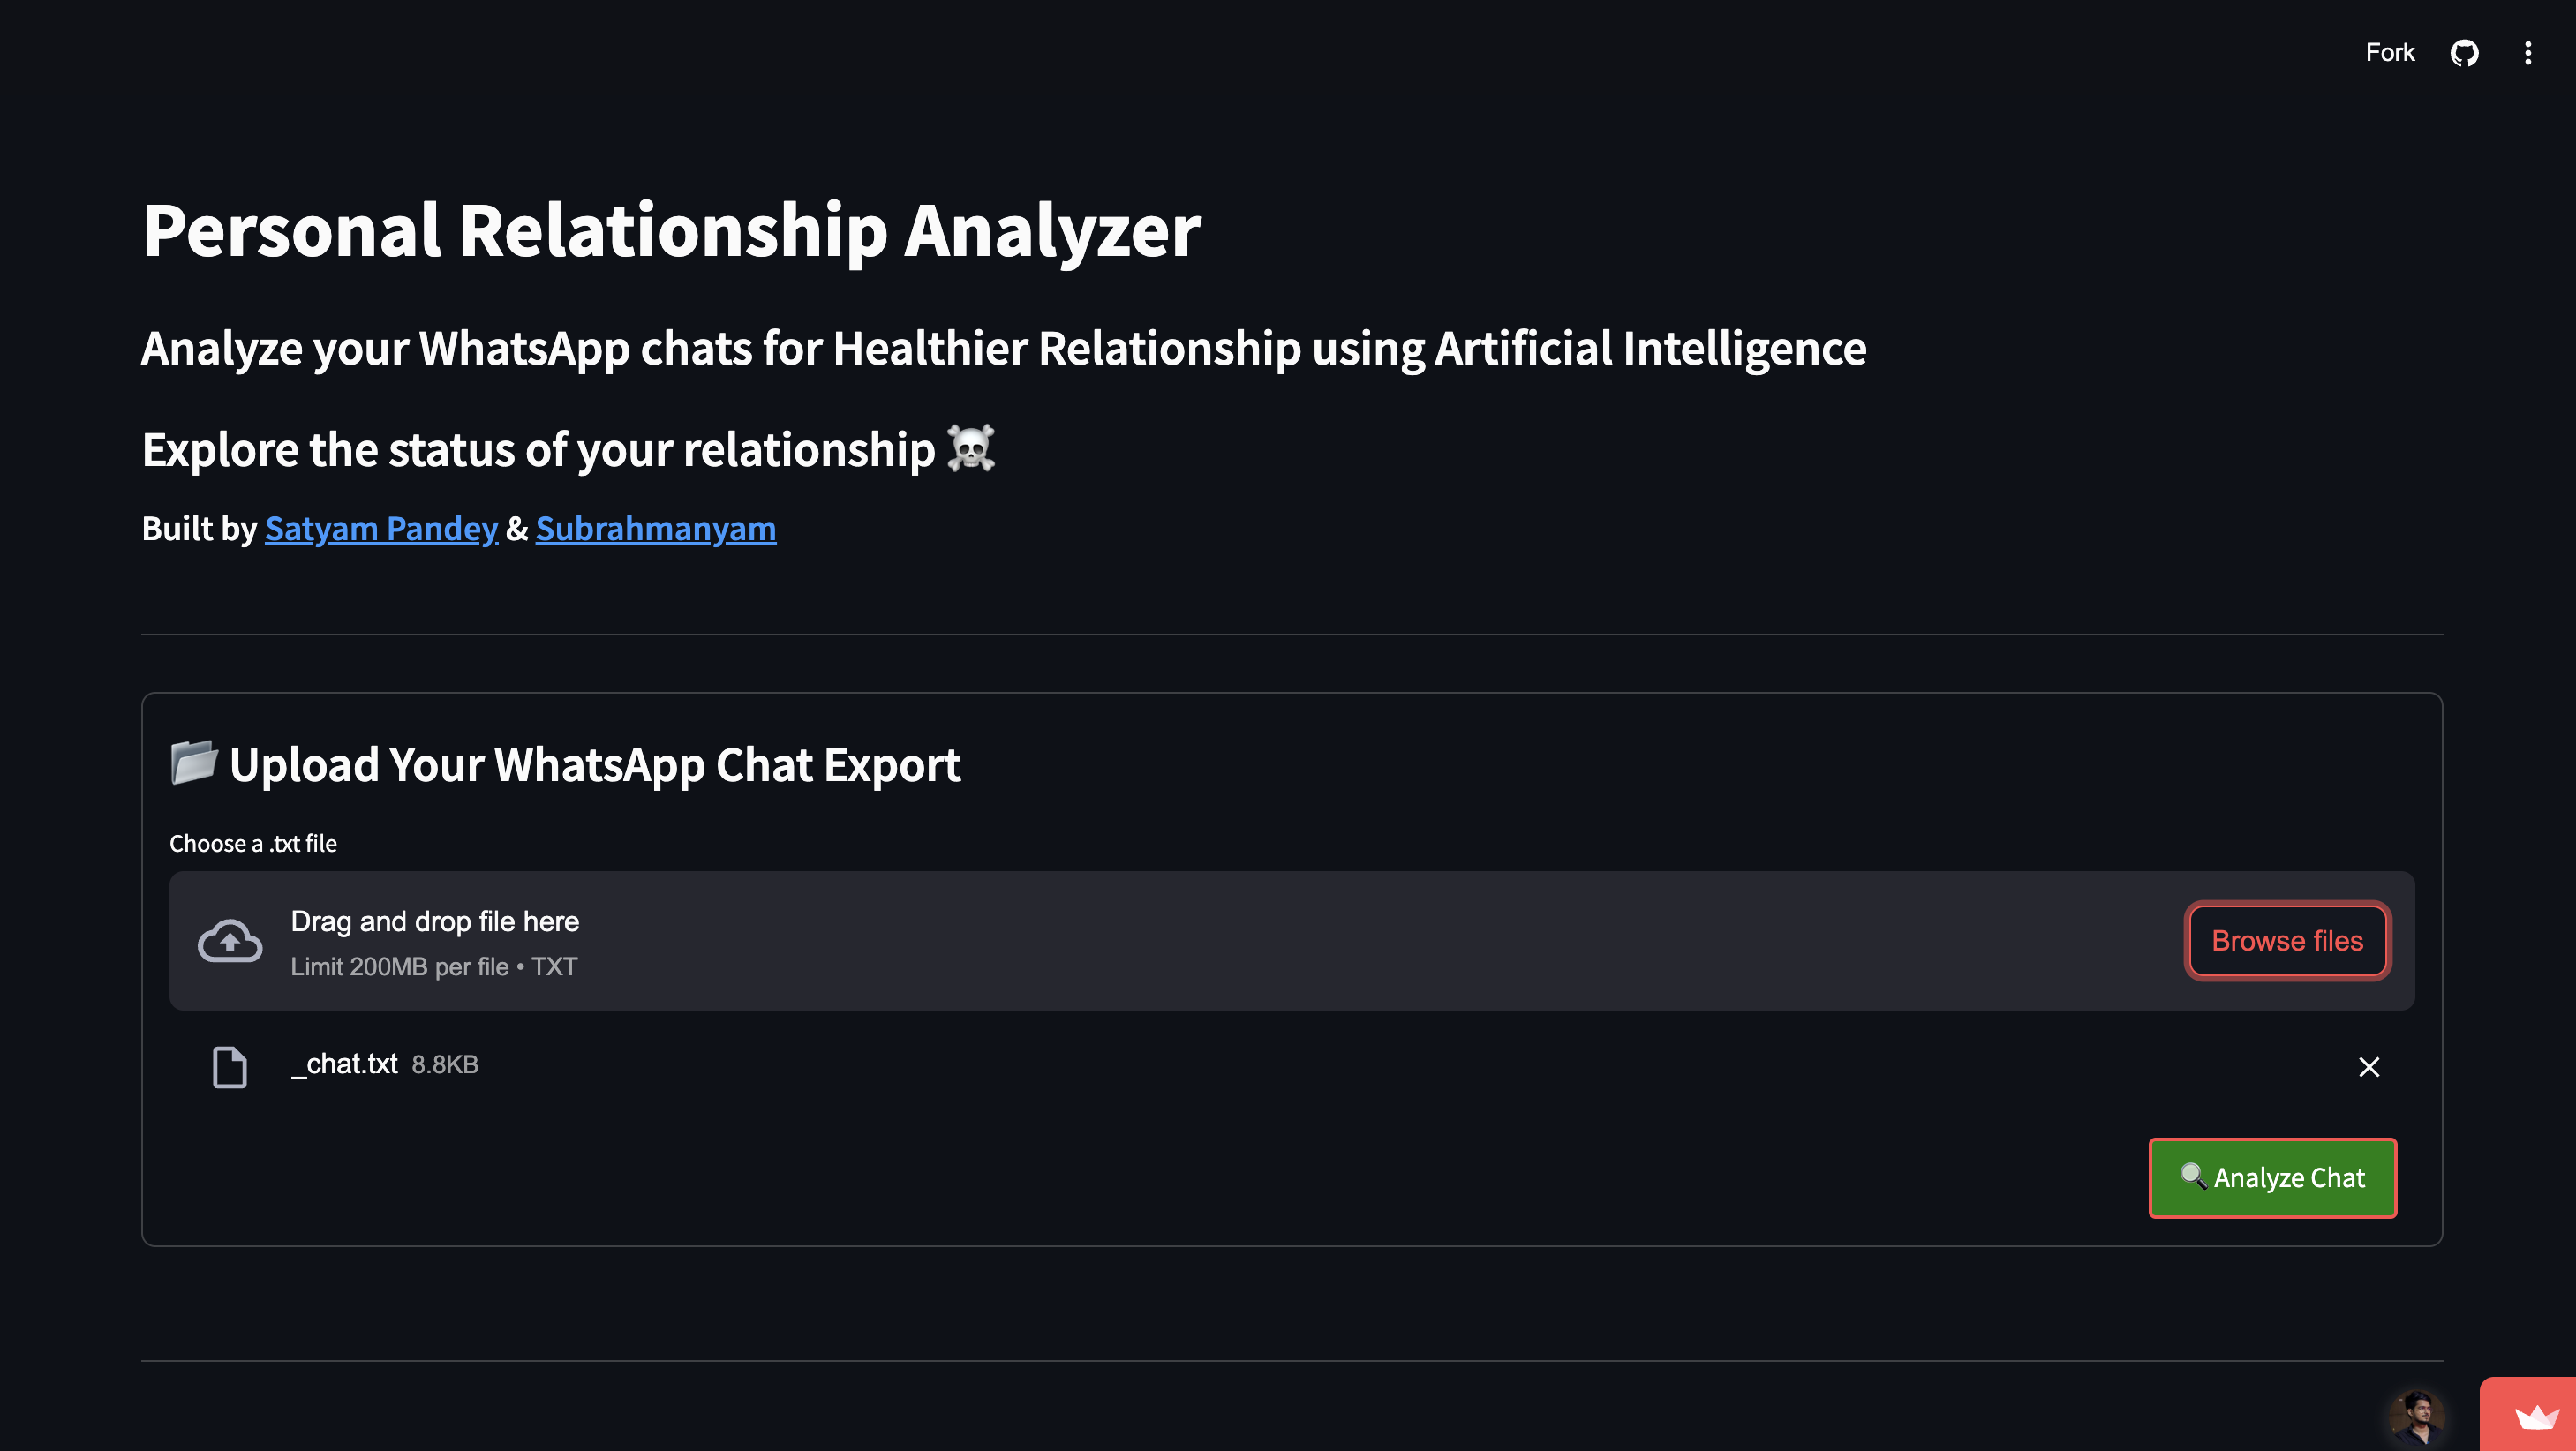 Fork
Personal Relationship Analyzer
Analyze your WhatsApp chats for Healthier Relationship using Artificial Intelligence
Explore the status of your relationship ☠️
Built by Satyam Pandey & Subrahmanyam
📂 Upload Your WhatsApp Chat Export
Choose a .txt file
Drag and drop file here
Limit 200MB per file • TXT
Browse files
_chat.txt 8.8KB
🔍 Analyze Chat